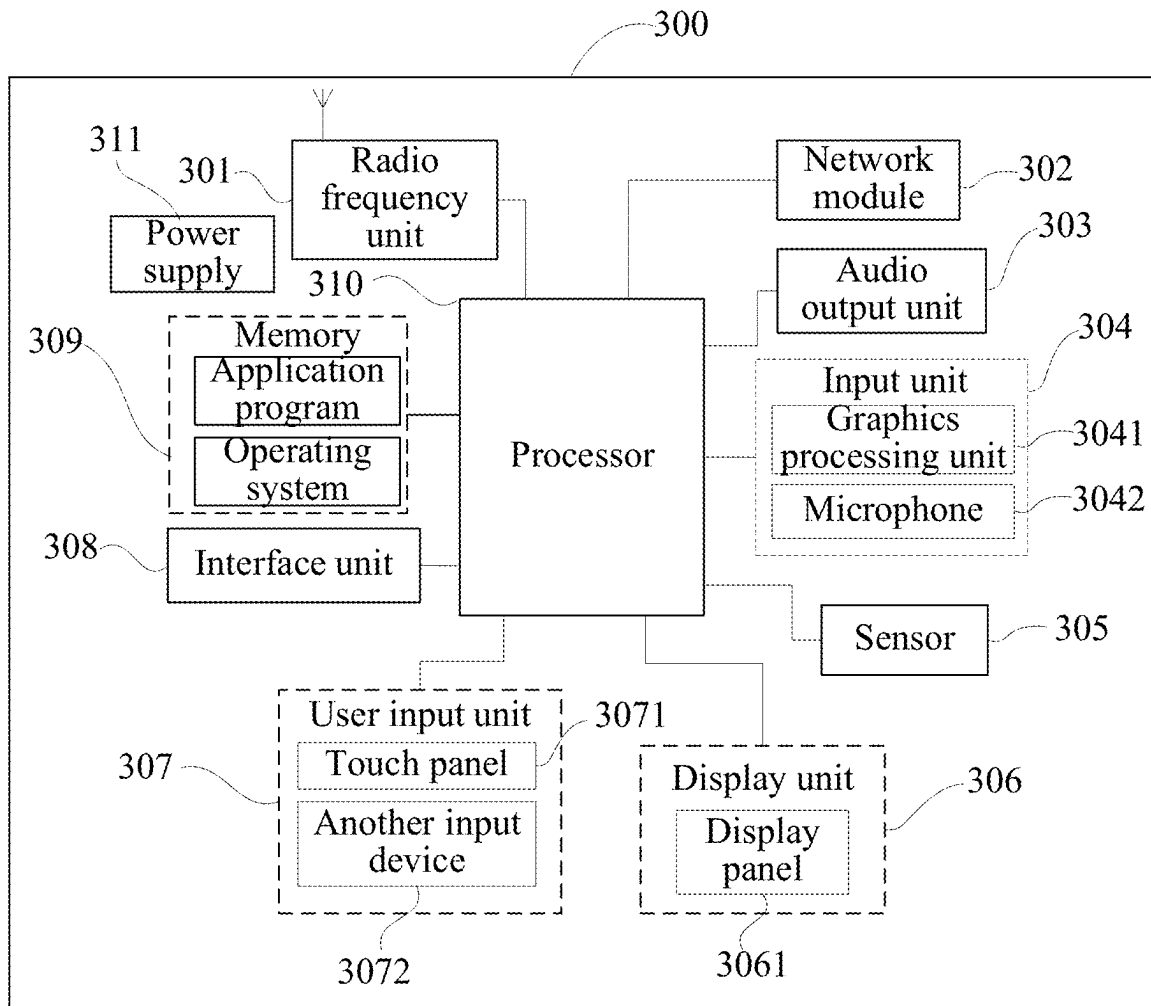 300
311
301
Radio
frequency
unit
Network
module
302
Power
supply
303
310
Audio
output unit
309
Memory
Application
program
Operating
system
Processor
304
Input unit
Graphics
processing unit
3041
Microphone
3042
308
Interface unit
Sensor
305
User input unit
3071
307
Touch panel
Another input
device
3072
Display unit
306
Display
panel
3061